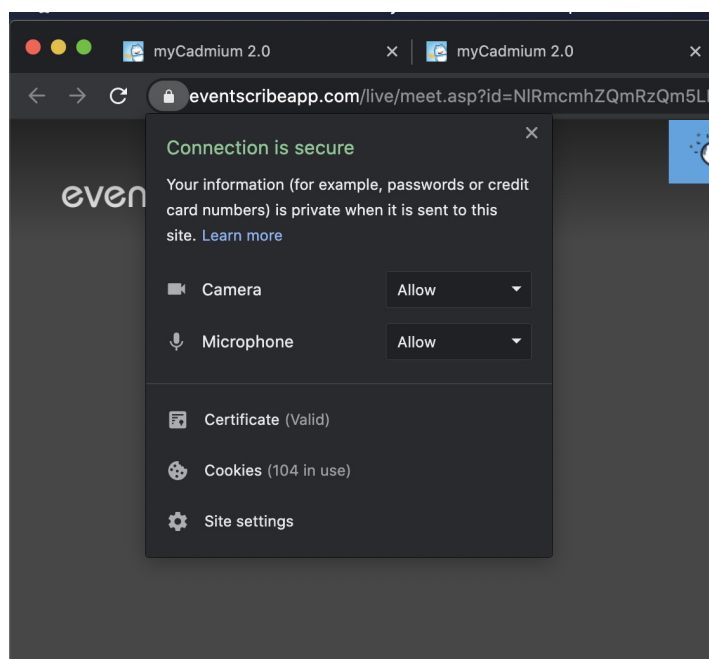 myCadmium 2.0
myCadmium 2.0
eventscribeapp.com/live/meet.asp?id=NlRmcmhZQmRzQm5L
Connection is secure
even
Your information (for example, passwords or credit
card numbers) is private when it is sent to this
site. Learn more
Camera Allow
Microphone Allow
Certificate (Valid)
Cookies (104 in use)
Site settings